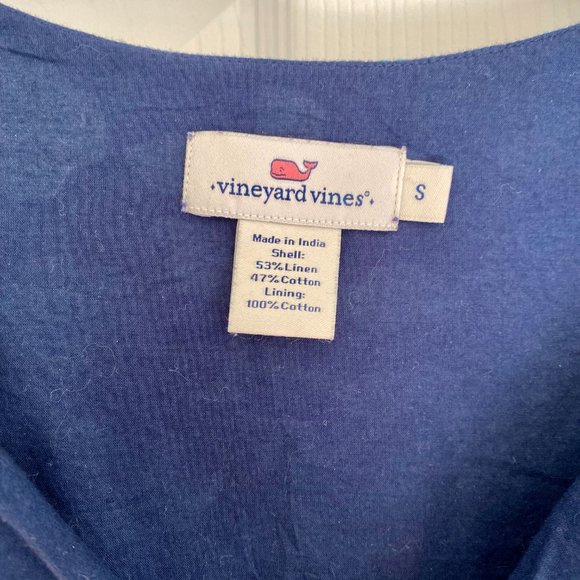 vineyard vines®
S
Made in India
Shell:
53%Linen
47%Cotton
Lining:
100%Cotton